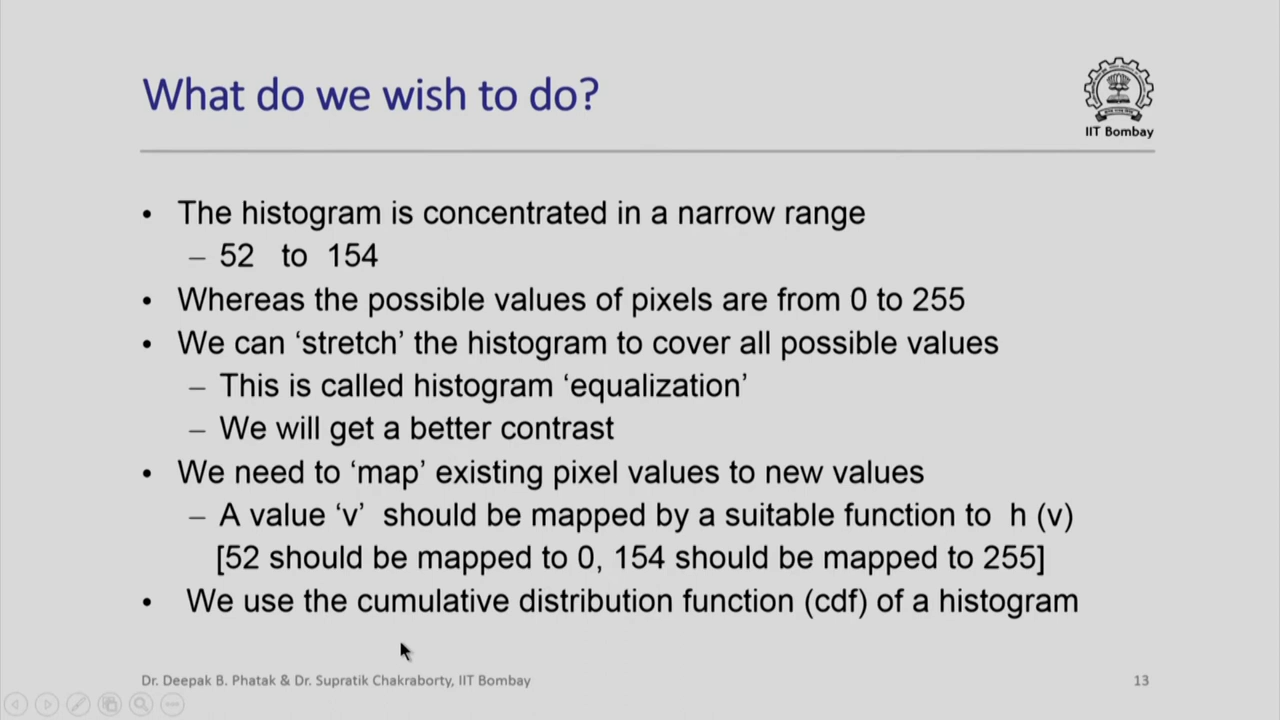 What do we wish to do?
IIT Bombay
• The histogram is concentrated in a narrow range
– 52 to 154
• Whereas the possible values of pixels are from 0 to 255
• We can ‘stretch’ the histogram to cover all possible values
– This is called histogram ‘equalization’
– We will get a better contrast
• We need to ‘map’ existing pixel values to new values
– A value ‘v’ should be mapped by a suitable function to h (v)
[52 should be mapped to 0, 154 should be mapped to 255]
• We use the cumulative distribution function (cdf) of a histogram
Dr. Deepak B. Phatak & Dr. Supratik Chakraborty, IIT Bombay
13